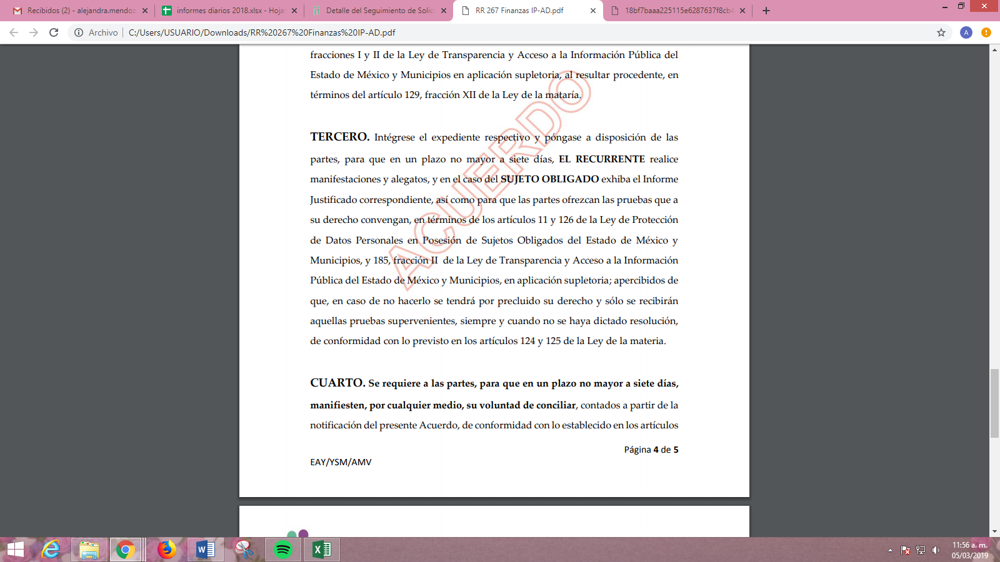 Recibidos (2) - alejandra.mendoz
informes diarios 2018.xlsx - Hoja
Detalle del Seguimiento de Solici
RR 267 Finanzas IP-AD.pdf
18bf7baaa225115e6287637f8cb4
Archivo
C:/Users/USUARIO/Downloads/RR%20267%20Finanzas%20IP-AD.pdf
A
fracciones I y II de la Ley de Transparencia y Acceso a la Información Pública del
Estado de México y Municipios en aplicación supletoria, al resultar procedente, en
términos del artículo 129, fracción XII de la Ley de la mataría.
ACUERDO
TERCERO. Intégrese el expediente respectivo y póngase a disposición de las
partes, para que en un plazo no mayor a siete días, EL RECURRENTE realice
manifestaciones y alegatos, y en el caso del SUJETO OBLIGADO exhiba el Informe
Justificado correspondiente, así como para que las partes ofrezcan las pruebas que a
su derecho convengan, en términos de los artículos 11 y 126 de la Ley de Protección
de Datos Personales en Posesión de Sujetos Obligados del Estado de México y
Municipios, y 185, fracción II de la Ley de Transparencia y Acceso a la Información
Pública del Estado de México y Municipios, en aplicación supletoria; apercibidos de
que, en caso de no hacerlo se tendrá por precluido su derecho y sólo se recibirán
aquellas pruebas supervenientes, siempre y cuando no se haya dictado resolución,
de conformidad con lo previsto en los artículos 124 y 125 de la Ley de la materia.
CUARTO. Se requiere a las partes, para que en un plazo no mayor a siete días,
manifiesten, por cualquier medio, su voluntad de conciliar, contados a partir de la
notificación del presente Acuerdo, de conformidad con lo establecido en los artículos
Página 4 de 5
EAY/YSM/AMV
11:56 a. m.
05/03/2019